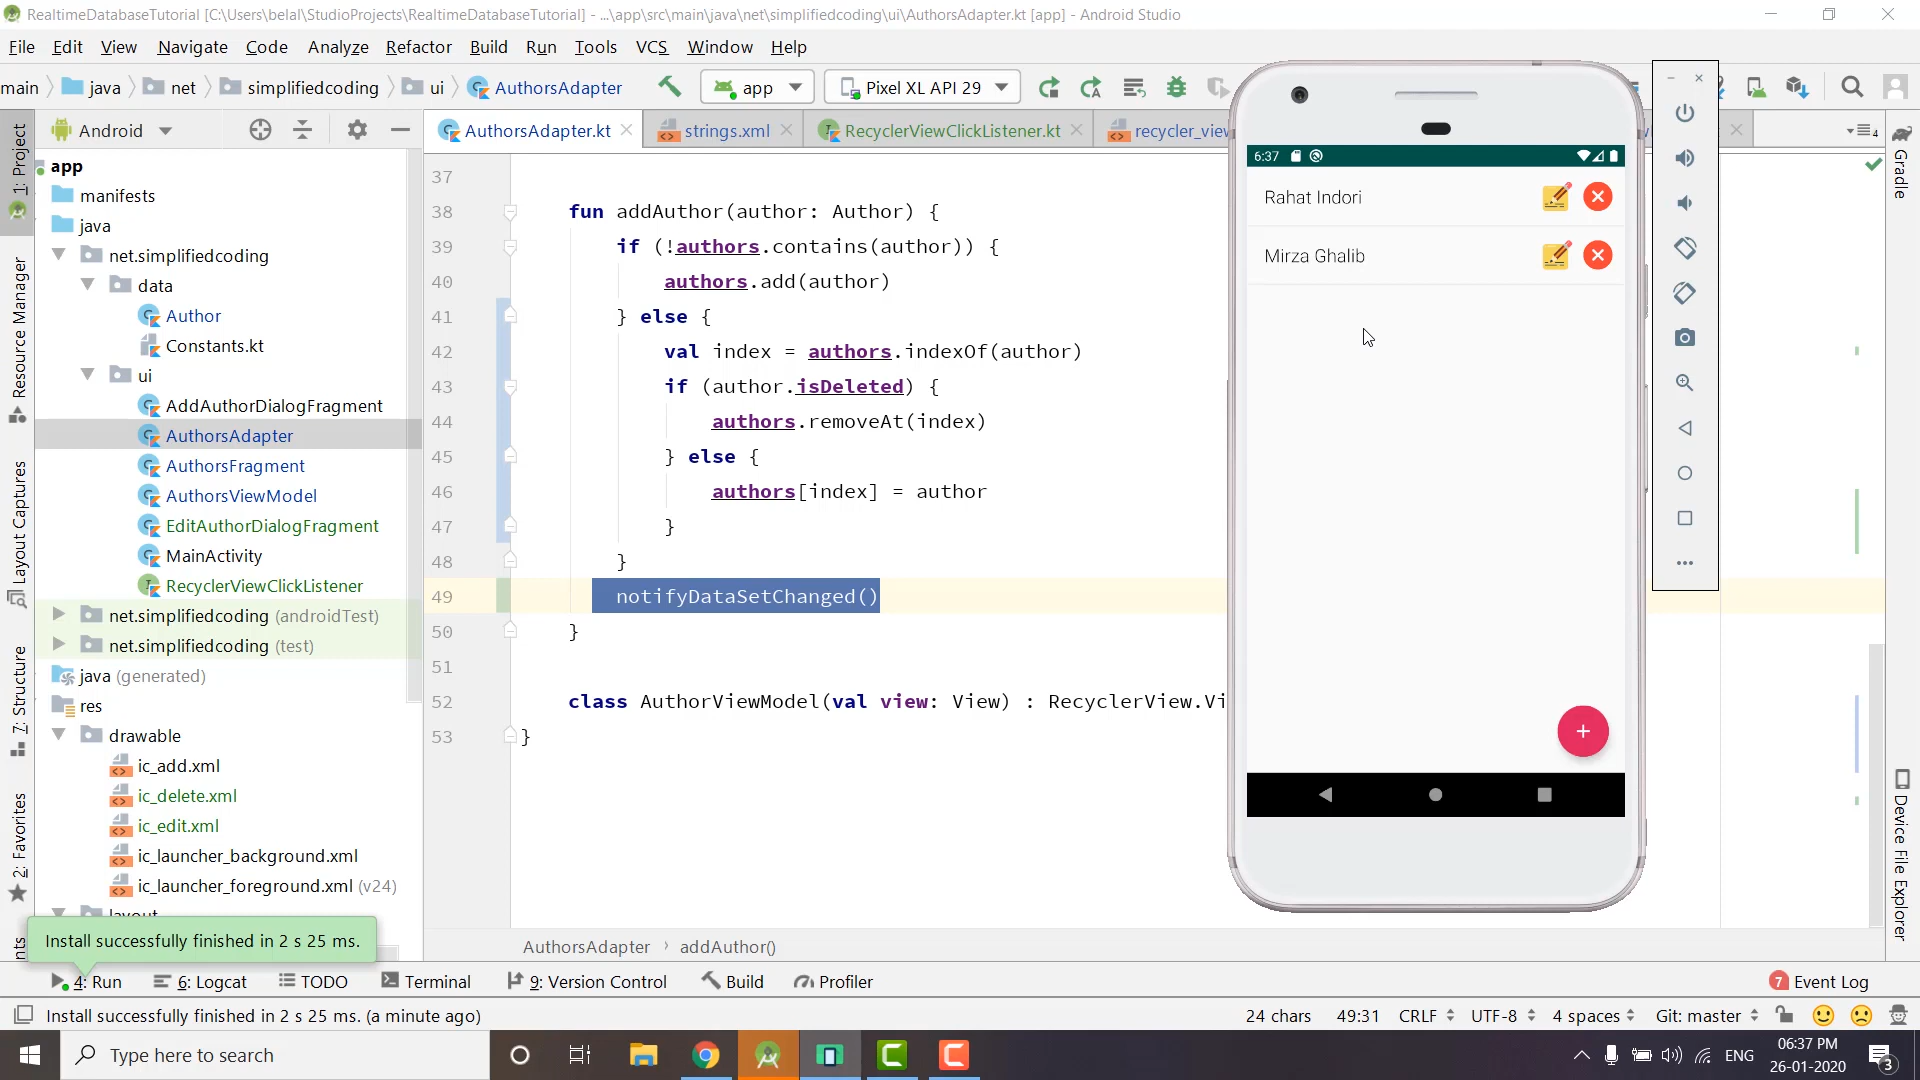 RealtimeDatabaseTutorial [C:\Users\belal\StudioProjects\RealtimeDatabaseTutorial] - ...\app\src\main\java\net\simplifiedcoding\ui\AuthorsAdapter.kt [app] - Android Studio
File Edit View Navigate Code Analyze Refactor Build Run Tools VCS Window Help
main java net simplifiedcoding ui AuthorsAdapter app Pixel XL API 29
Android
AuthorsAdapter.kt strings.xml RecyclerViewClickListener.kt recycler_view
4
1: Project
Resource Manager
Layout Captures
7: Structure
2: Favorites
Gradle
Device File Explorer
app
manifests
java
net.simplifiedcoding
data
Author
Constants.kt
ui
AddAuthorDialogFragment
AuthorsAdapter
AuthorsFragment
AuthorsViewModel
EditAuthorDialogFragment
MainActivity
RecyclerViewClickListener
net.simplifiedcoding (androidTest)
net.simplifiedcoding (test)
java (generated)
res
drawable
ic_add.xml
ic_delete.xml
ic_edit.xml
ic_launcher_background.xml
ic_launcher_foreground.xml (v24)
layout
37
38 fun addAuthor(author: Author) {
39 if (!authors.contains(author)) {
40 authors.add(author)
41 } else {
42 val index = authors.indexOf(author)
43 if (author.isDeleted) {
44 authors.removeAt(index)
45 } else {
46 authors[index] = author
47 }
48 }
49 notifyDataSetChanged()
50 }
51
52 class AuthorViewModel(val view: View) : RecyclerView.Vi
53 }
6:37
Rahat Indori
Mirza Ghalib
+
Install successfully finished in 2 s 25 ms.
AuthorsAdapter addAuthor()
4: Run 6: Logcat TODO Terminal 9: Version Control Build Profiler 7 Event Log
Install successfully finished in 2 s 25 ms. (a minute ago) 24 chars 49:31 CRLF UTF-8 4 spaces Git: master
Type here to search
ENG
06:37 PM
26-01-2020
3